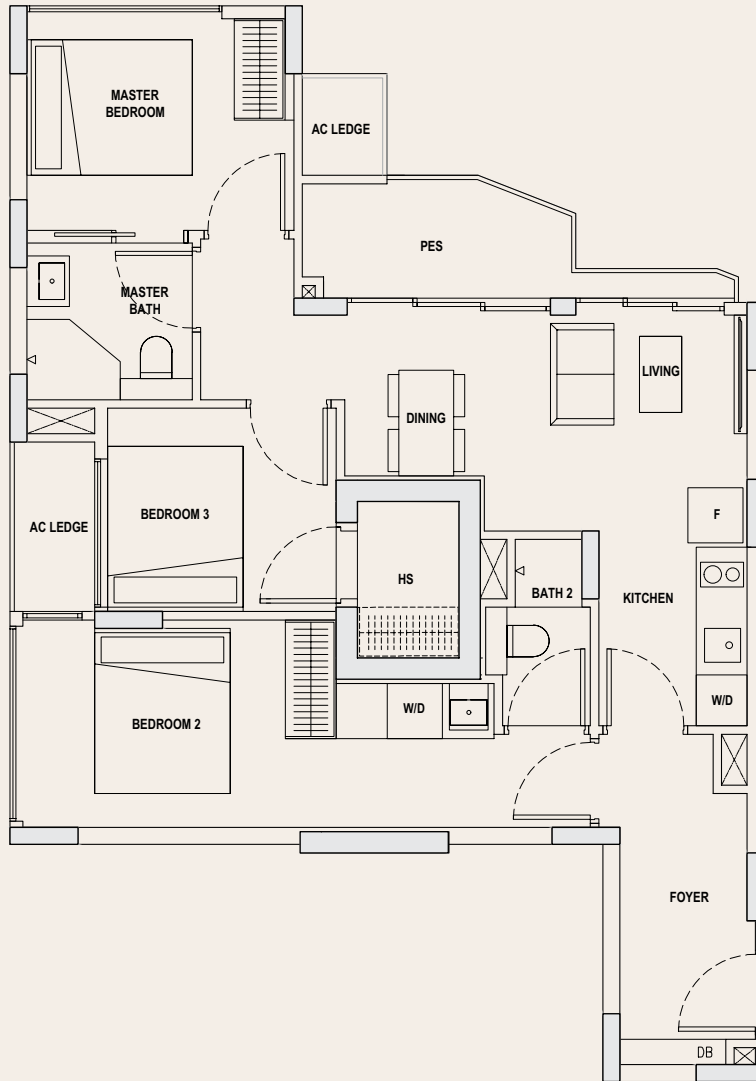 MASTER
BEDROOM
AC LEDGE
PES
MASTER
BATH
LIVING
DINING
BEDROOM 3
AC LEDGE
F
HS
BATH 2
KITCHEN
W/D
W/D
BEDROOM 2
FOYER
DB